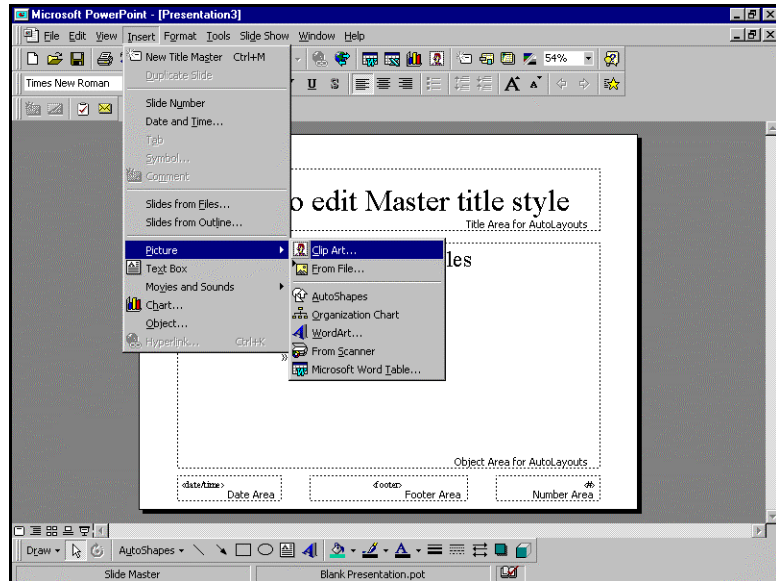 Microsoft PowerPoint - [Presentation3]
File Edit View Insert Format Tools Slide Show Window Help
54%
Times New Roman
U S A A
New Title Master Ctrl+M
Duplicate Slide
Slide Number
Date and Time...
Tab
Symbol...
Comment
Slides from Files...
Slides from Outline...
Picture
Text Box
Movies and Sounds
Chart...
Object...
Hyperlink... Ctrl+K
Clip Art...
From File...
AutoShapes
Organization Chart
WordArt...
From Scanner
Microsoft Word Table...
o edit Master title style
Title Area for AutoLayouts
les
»
Object Area for AutoLayouts
<date/time>
Date Area
<footer>
Footer Area
<#>
Number Area
Draw AutoShapes
Slide Master Blank Presentation.pot